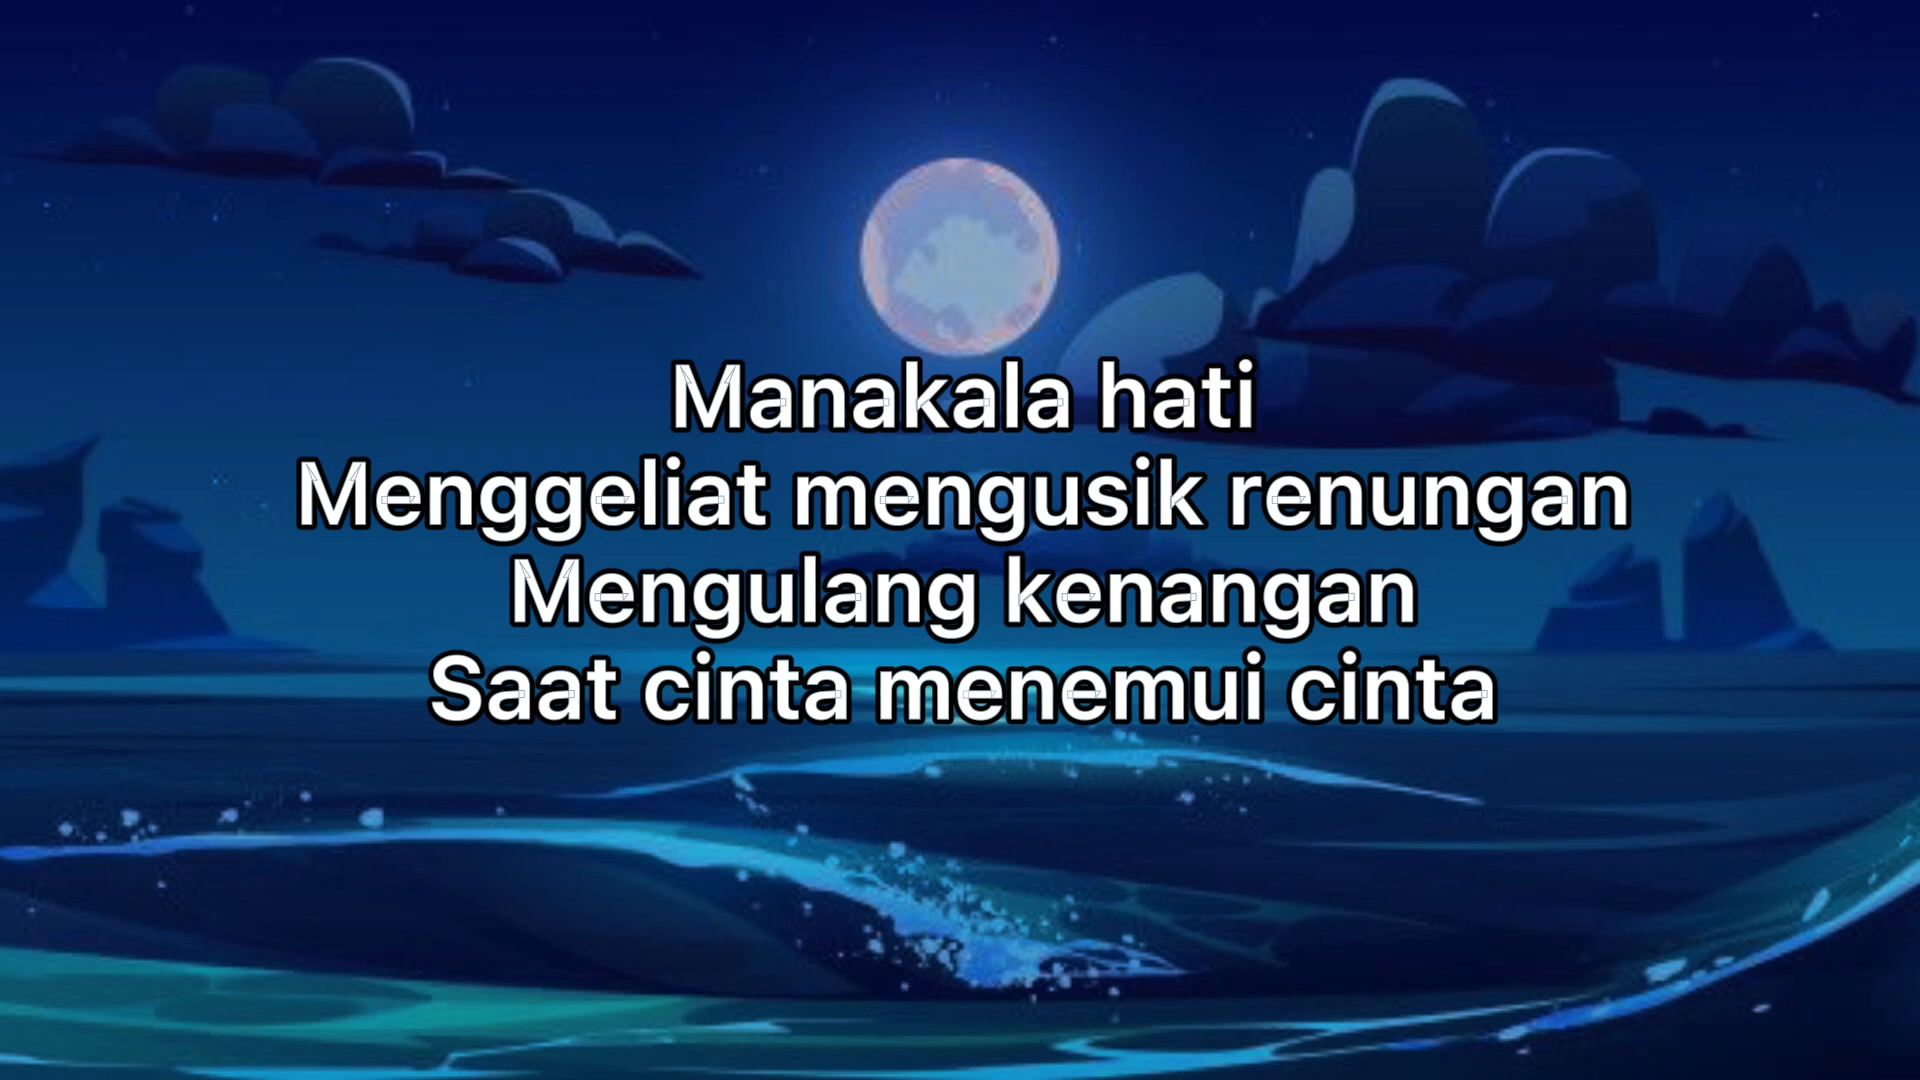 Manakala hati
Menggeliat mengusik renungan
Mengulang kenangan
Saat cinta menemui cinta